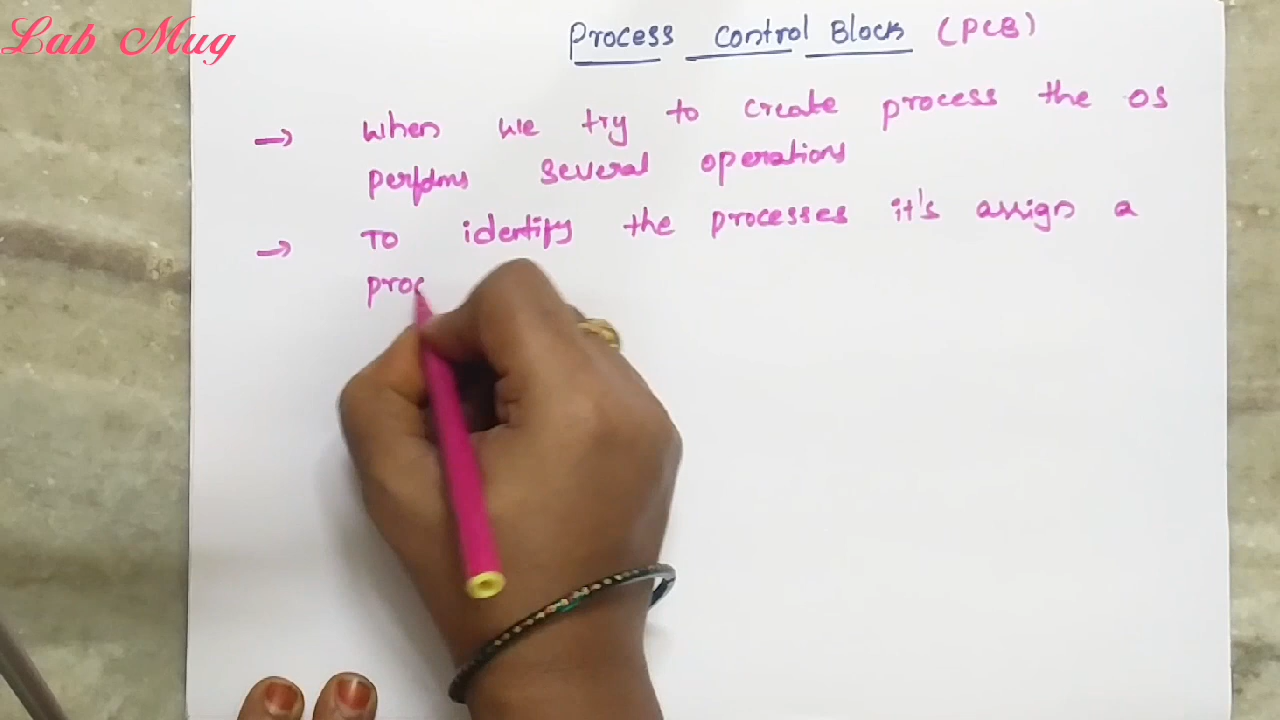 Lab Mug
Process Control Block (PCB)
→ When we try to create process the OS
performs several operations
→ To identify the processes it's assign a
proc